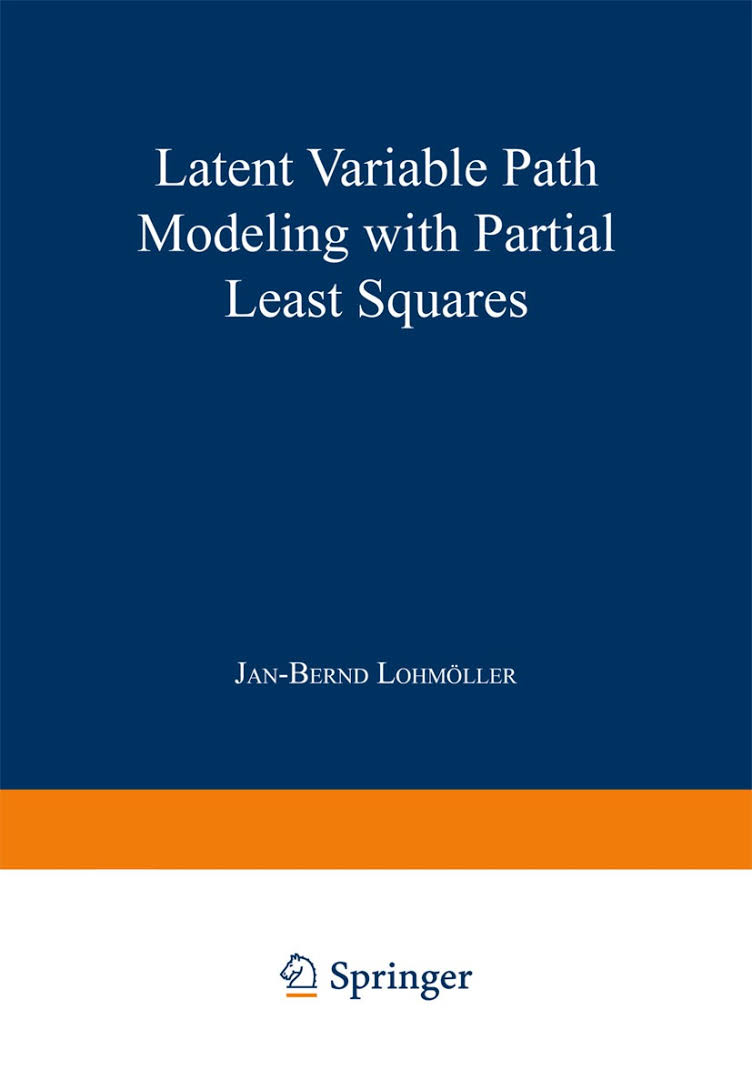 Latent Variable Path
Modeling with Partial
Least Squares
JAN-BERND LOHMÖLLER
Springer